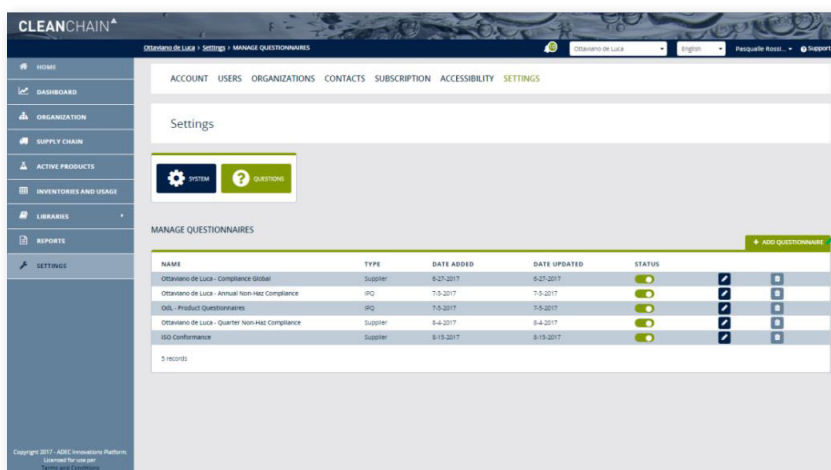 CLEANCHAIN
Ottaviano de Luca > Settings > MANAGE QUESTIONNAIRES
Ottaviano de Luca
English
Pesqualle Rossi...
Support
HOME
DASHBOARD
ORGANIZATION
SUPPLY CHAIN
ACTIVE PRODUCTS
INVENTORIES AND USAGE
LIBRARIES
REPORTS
SETTINGS
ACCOUNT USERS ORGANIZATIONS CONTACTS SUBSCRIPTION ACCESSIBILITY SETTINGS
Settings
SYSTEM
QUESTIONS
MANAGE QUESTIONNAIRES
+ ADD QUESTIONNAIRE
NAME TYPE DATE ADDED DATE UPDATED STATUS
Ottaviano de Luca - Compliance Global Supplier 6-27-2017 6-27-2017
Ottaviano de Luca - Annual Non-Haz Compliance IPQ 7-5-2017 7-5-2017
OdL - Product Questionnaires IPQ 7-5-2017 7-5-2017
Ottaviano de Luca - Quarter Non-Haz Compliance Supplier 8-4-2017 8-4-2017
ISO Conformance Supplier 8-15-2017 8-15-2017
5 records
Copyright 2017 - ADEC Innovations Platform.
Licensed for use per
Terms and Conditions